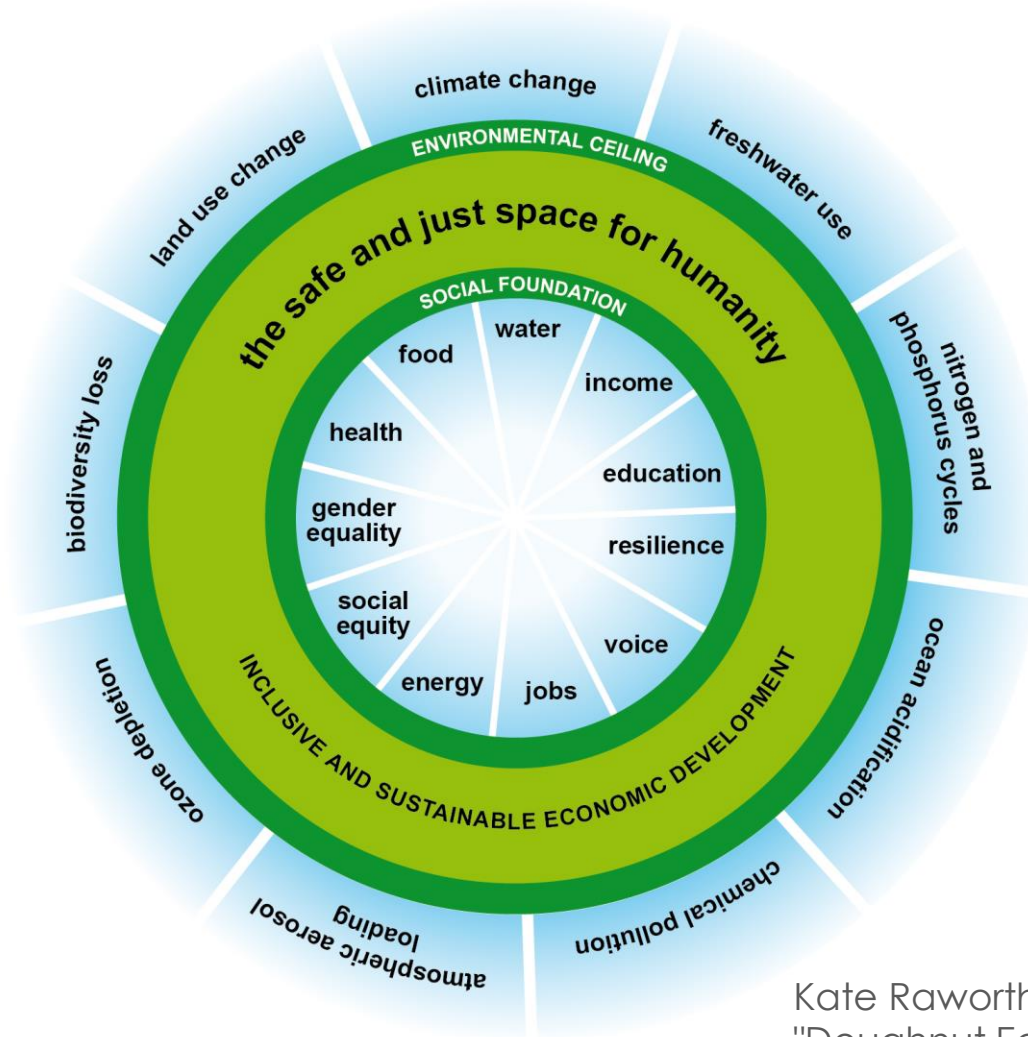 climate change
freshwater use
nitrogen and
phosphorus cycles
ocean acidification
chemical pollution
atmospheric aerosol
loading
ozone depletion
biodiversity loss
land use change
ENVIRONMENTAL CEILING
the safe and just space for humanity
SOCIAL FOUNDATION
water
income
education
resilience
voice
jobs
energy
social
equity
gender
equality
health
food
INCLUSIVE AND SUSTAINABLE ECONOMIC DEVELOPMENT
Kate Raworth
"Doughnut